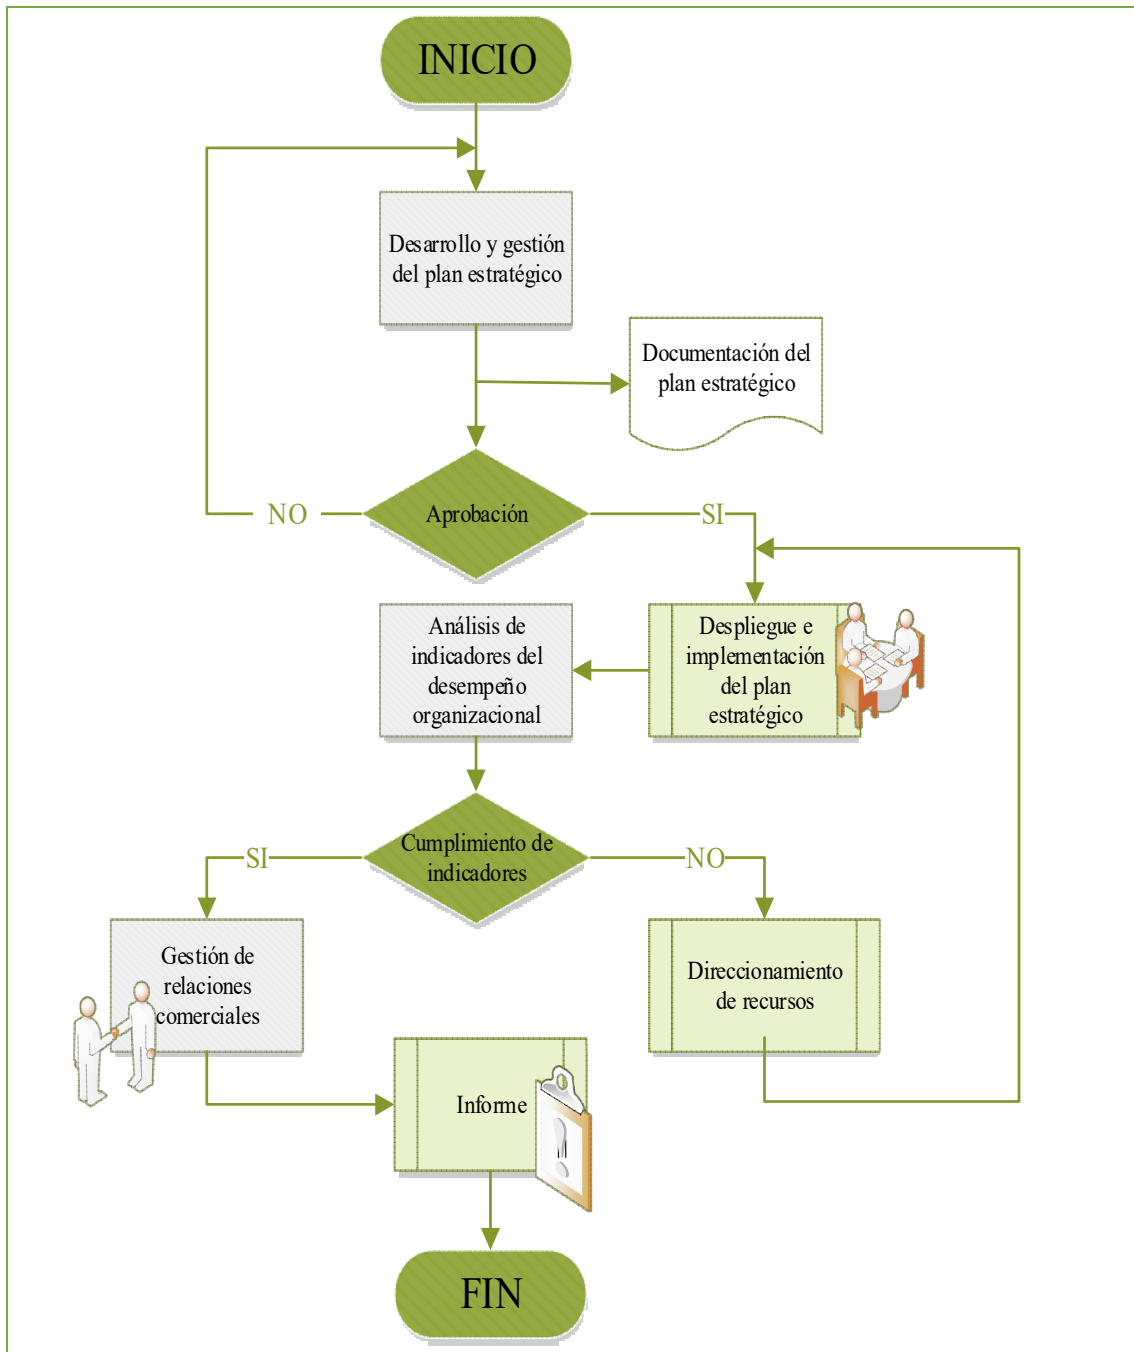 INICIO
Desarrollo y gestión
del plan estratégico
Documentación del
plan estratégico
Aprobación
NO
SI
Despliegue e
implementación
del plan
estratégico
Análisis de
indicadores del
desempeño
organizacional
Cumplimiento de
indicadores
SI
NO
Gestión de
relaciones
comerciales
Direccionamiento
de recursos
Informe
FIN